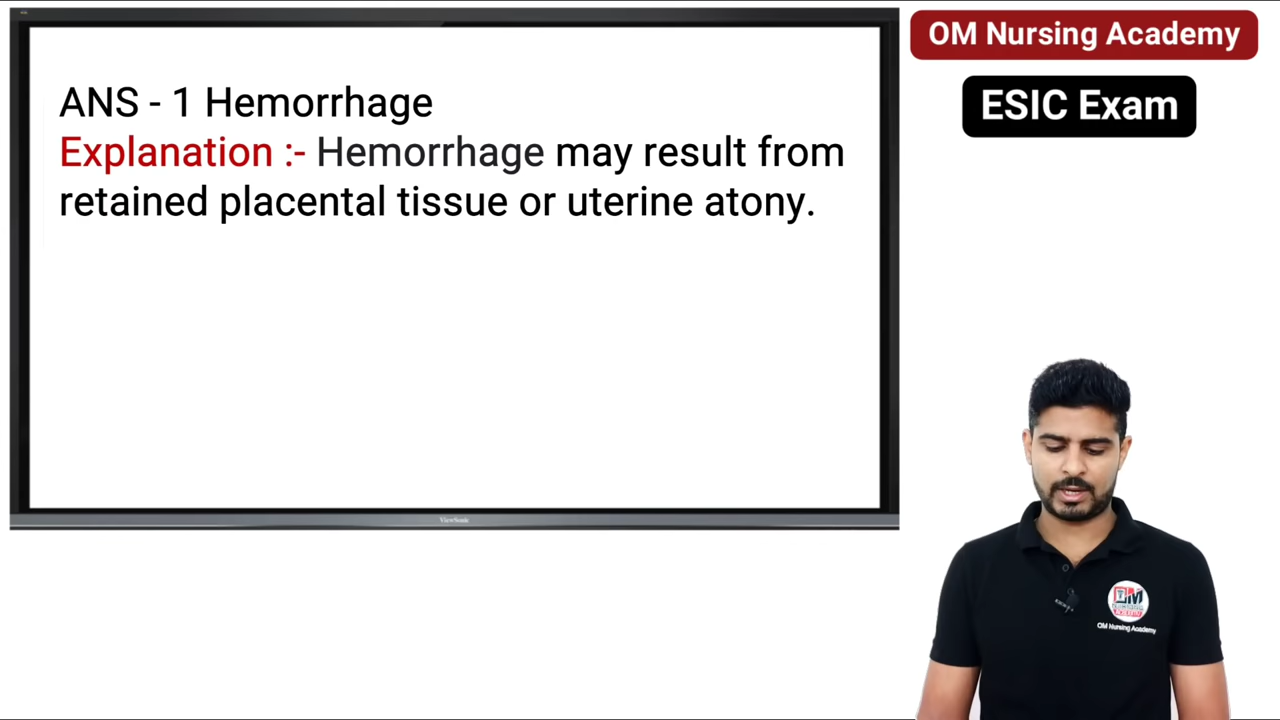 OM Nursing Academy
ESIC Exam
ANS - 1 Hemorrhage
Explanation :- Hemorrhage may result from
retained placental tissue or uterine atony.
ViewSonic
OM Nursing Academy